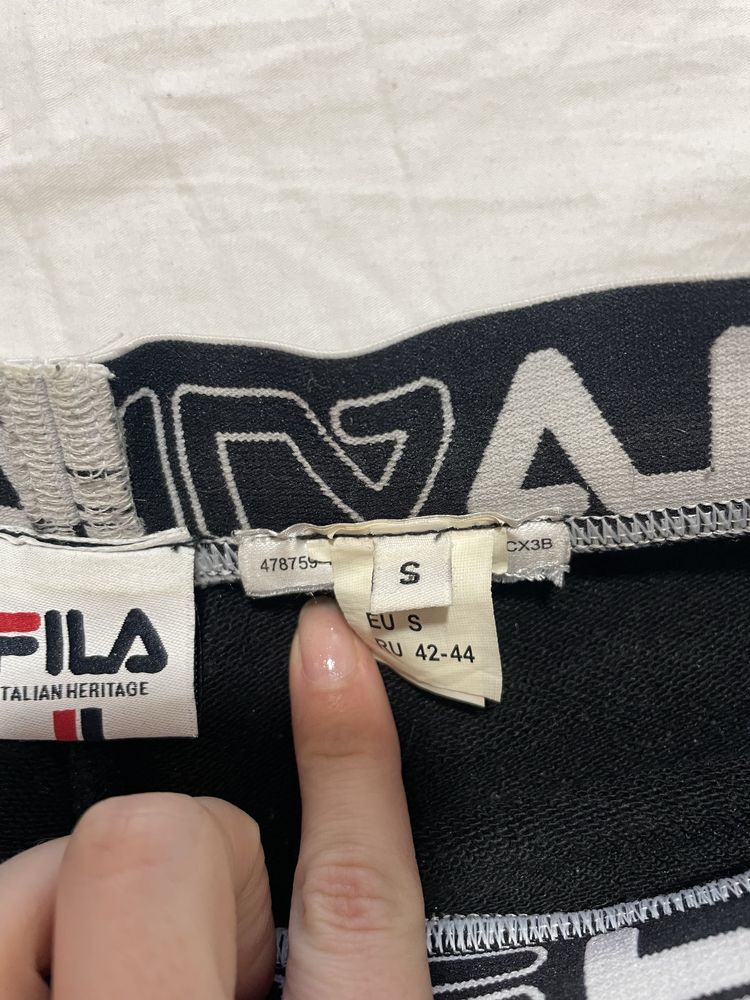 FILA
ITALIAN HERITAGE
478759
S
CX3B
EU S
RU 42-44